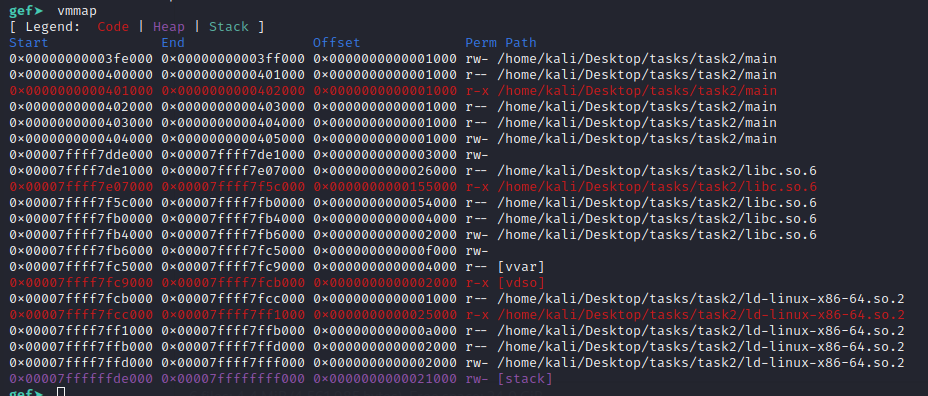 gef➤  vmmap
[ Legend:  Code | Heap | Stack ]
Start              End                Offset             Perm Path
0x00000000003fe000 0x00000000003ff000 0x0000000000001000 rw- /home/kali/Desktop/tasks/task2/main
0x0000000000400000 0x0000000000401000 0x0000000000001000 r-- /home/kali/Desktop/tasks/task2/main
0x0000000000401000 0x0000000000402000 0x0000000000001000 r-x /home/kali/Desktop/tasks/task2/main
0x0000000000402000 0x0000000000403000 0x0000000000001000 r-- /home/kali/Desktop/tasks/task2/main
0x0000000000403000 0x0000000000404000 0x0000000000001000 r-- /home/kali/Desktop/tasks/task2/main
0x0000000000404000 0x0000000000405000 0x0000000000001000 rw- /home/kali/Desktop/tasks/task2/main
0x00007ffff7dde000 0x00007ffff7de1000 0x0000000000003000 rw-
0x00007ffff7de1000 0x00007ffff7e07000 0x0000000000026000 r-- /home/kali/Desktop/tasks/task2/libc.so.6
0x00007ffff7e07000 0x00007ffff7f5c000 0x0000000000155000 r-x /home/kali/Desktop/tasks/task2/libc.so.6
0x00007ffff7f5c000 0x00007ffff7fb0000 0x0000000000054000 r-- /home/kali/Desktop/tasks/task2/libc.so.6
0x00007ffff7fb0000 0x00007ffff7fb4000 0x0000000000004000 r-- /home/kali/Desktop/tasks/task2/libc.so.6
0x00007ffff7fb4000 0x00007ffff7fb6000 0x0000000000002000 rw- /home/kali/Desktop/tasks/task2/libc.so.6
0x00007ffff7fb6000 0x00007ffff7fc5000 0x000000000000f000 rw-
0x00007ffff7fc5000 0x00007ffff7fc9000 0x0000000000004000 r-- [vvar]
0x00007ffff7fc9000 0x00007ffff7fcb000 0x0000000000002000 r-x [vdso]
0x00007ffff7fcb000 0x00007ffff7fcc000 0x0000000000001000 r-- /home/kali/Desktop/tasks/task2/ld-linux-x86-64.so.2
0x00007ffff7fcc000 0x00007ffff7ff1000 0x0000000000025000 r-x /home/kali/Desktop/tasks/task2/ld-linux-x86-64.so.2
0x00007ffff7ff1000 0x00007ffff7ffb000 0x000000000000a000 r-- /home/kali/Desktop/tasks/task2/ld-linux-x86-64.so.2
0x00007ffff7ffb000 0x00007ffff7ffd000 0x0000000000002000 r-- /home/kali/Desktop/tasks/task2/ld-linux-x86-64.so.2
0x00007ffff7ffd000 0x00007ffff7fff000 0x0000000000002000 rw- /home/kali/Desktop/tasks/task2/ld-linux-x86-64.so.2
0x00007ffffffde000 0x00007ffffffff000 0x0000000000021000 rw- [stack]
gef➤